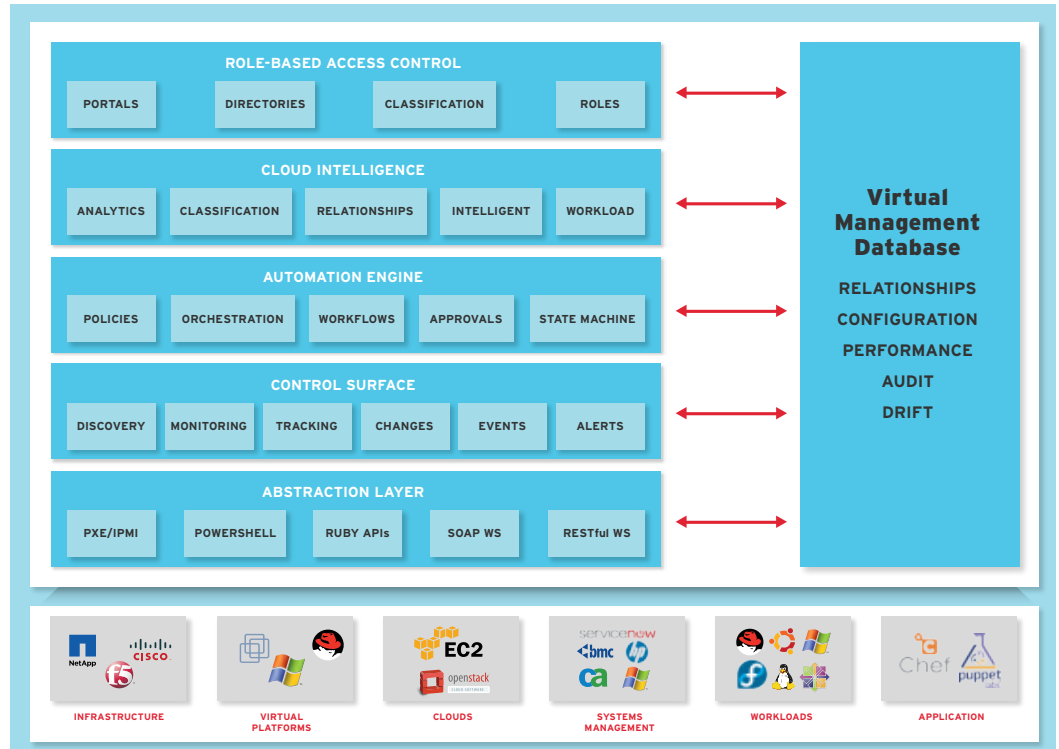 ROLE-BASED ACCESS CONTROL
PORTALS
DIRECTORIES
CLASSIFICATION
ROLES
CLOUD INTELLIGENCE
ANALYTICS
CLASSIFICATION
RELATIONSHIPS
INTELLIGENT
WORKLOAD
AUTOMATION ENGINE
POLICIES
ORCHESTRATION
WORKFLOWS
APPROVALS
STATE MACHINE
CONTROL SURFACE
DISCOVERY
MONITORING
TRACKING
CHANGES
EVENTS
ALERTS
ABSTRACTION LAYER
PXE/IPMI
POWERSHELL
RUBY APIs
SOAP WS
RESTful WS
Virtual
Management
Database
RELATIONSHIPS
CONFIGURATION
PERFORMANCE
AUDIT
DRIFT
NetApp
CISCO
f5
INFRASTRUCTURE
VIRTUAL
PLATFORMS
EC2
openstack
CLOUD SOFTWARE
CLOUDS
servicenow
bmc
hp
ca
SYSTEMS
MANAGEMENT
WORKLOADS
Chef
puppet
labs
APPLICATION